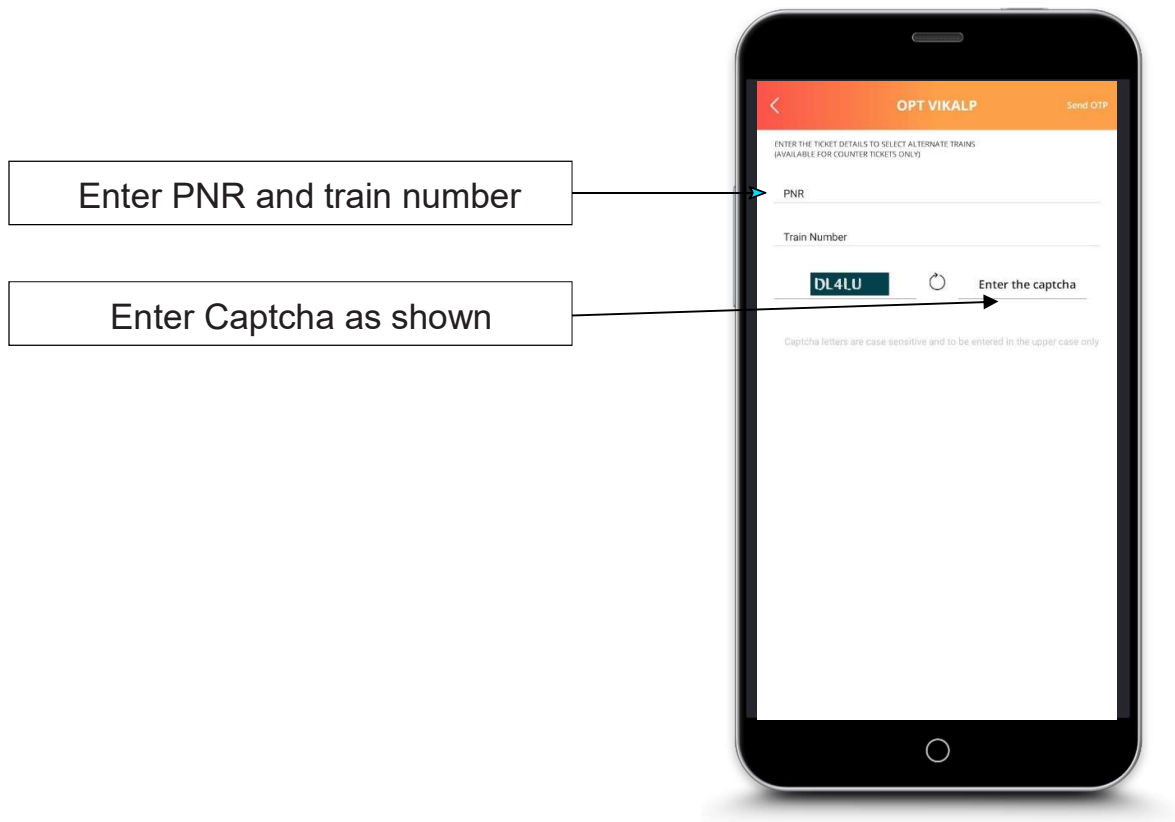 OPT VIKALP
Send OTP
ENTER THE TICKET DETAILS TO SELECT ALTERNATE TRAINS
(AVAILABLE FOR COUNTER TICKETS ONLY)
Enter PNR and train number
PNR
Train Number
DL4LU
Enter the captcha
Enter Captcha as shown
Captcha letters are case sensitive and to be entered in the upper case only